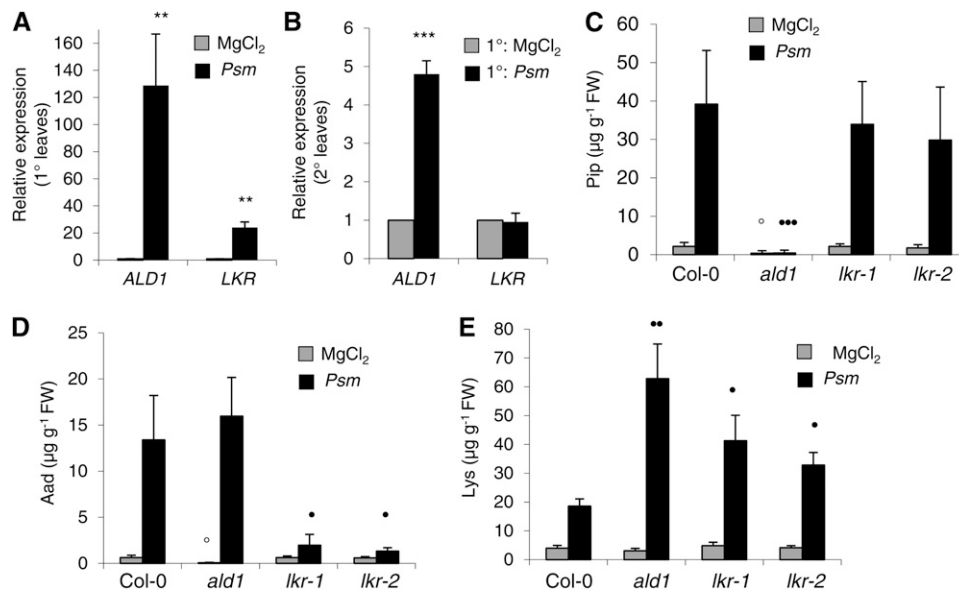 A
Relative expression
(1° leaves)
160
140
120
100
80
60
40
20
0
**
**
MgCl₂
Psm
ALD1
LKR
B
Relative expression
(2° leaves)
6
5
4
3
2
1
0
***
1°: MgCl₂
1°: Psm
ALD1
LKR
C
Pip (µg g⁻¹ FW)
60
50
40
30
20
10
0
MgCl₂
Psm
○
●●●
Col-0
ald1
lkr-1
lkr-2
D
Aad (µg g⁻¹ FW)
25
20
15
10
5
0
MgCl₂
Psm
○
●
●
Col-0
ald1
lkr-1
lkr-2
E
Lys (µg g⁻¹ FW)
80
70
60
50
40
30
20
10
0
●●
●
●
MgCl₂
Psm
Col-0
ald1
lkr-1
lkr-2